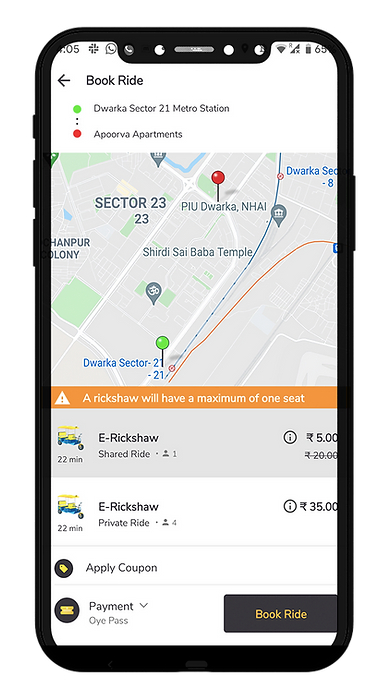 4:05
65
Book Ride
Dwarka Sector 21 Metro Station
Apoorva Apartments
Dwarka Sec
- 8
SECTOR 23
23
PIU Dwarka, NHAI
CHANPUR
COLONY
Shirdi Sai Baba Temple
Dwarka Sector- 21
- 21
A rickshaw will have a maximum of one seat
E-Rickshaw
₹ 5.00
Shared Ride • 1
₹ 20.00
22 min
E-Rickshaw
₹ 35.00
Private Ride • 4
22 min
Apply Coupon
Payment
Oye Pass
Book Ride